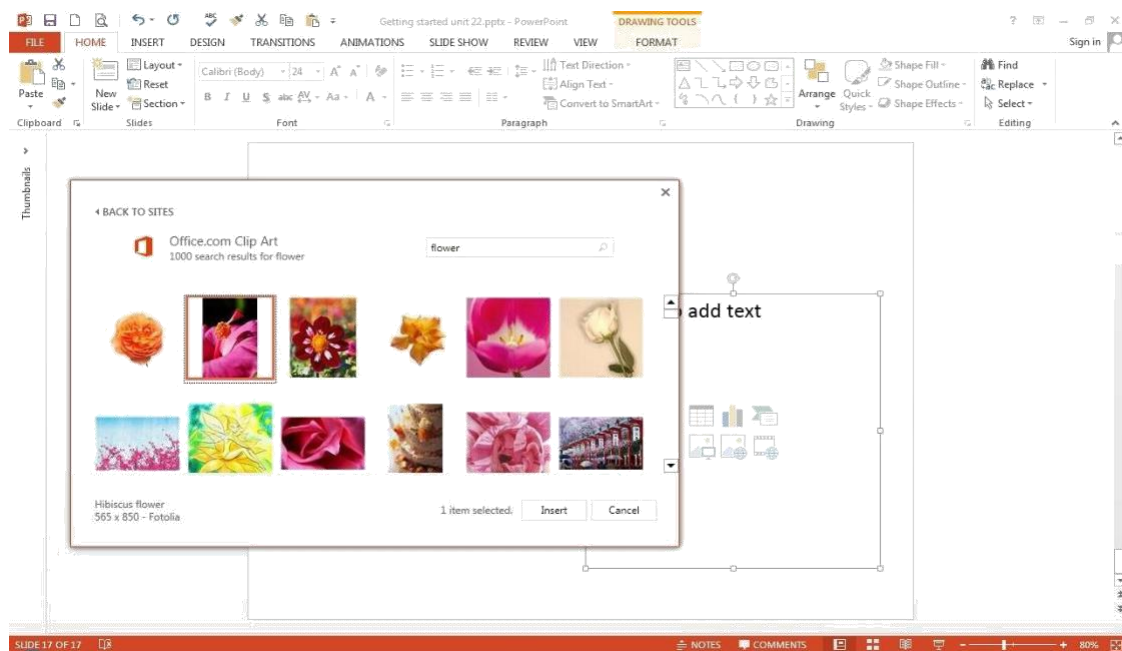 Getting started unit 22.pptx - PowerPoint
DRAWING TOOLS
?
FILE HOME INSERT DESIGN TRANSITIONS ANIMATIONS SLIDE SHOW REVIEW VIEW FORMAT
Sign in
Paste
New
Slide
Layout
Reset
Section
Calibri (Body) 24
B I U S abc AV Aa A
Text Direction
Align Text
Convert to SmartArt
Arrange
Quick
Styles
Shape Fill
Shape Outline
Shape Effects
Find
Replace
Select
Clipboard
Slides
Font
Paragraph
Drawing
Editing
Thumbnails
BACK TO SITES
Office.com Clip Art
1000 search results for flower
flower
add text
Hibiscus flower
565 x 850 - Fotolia
1 item selected.
Insert
Cancel
SLIDE 17 OF 17
NOTES
COMMENTS
80%